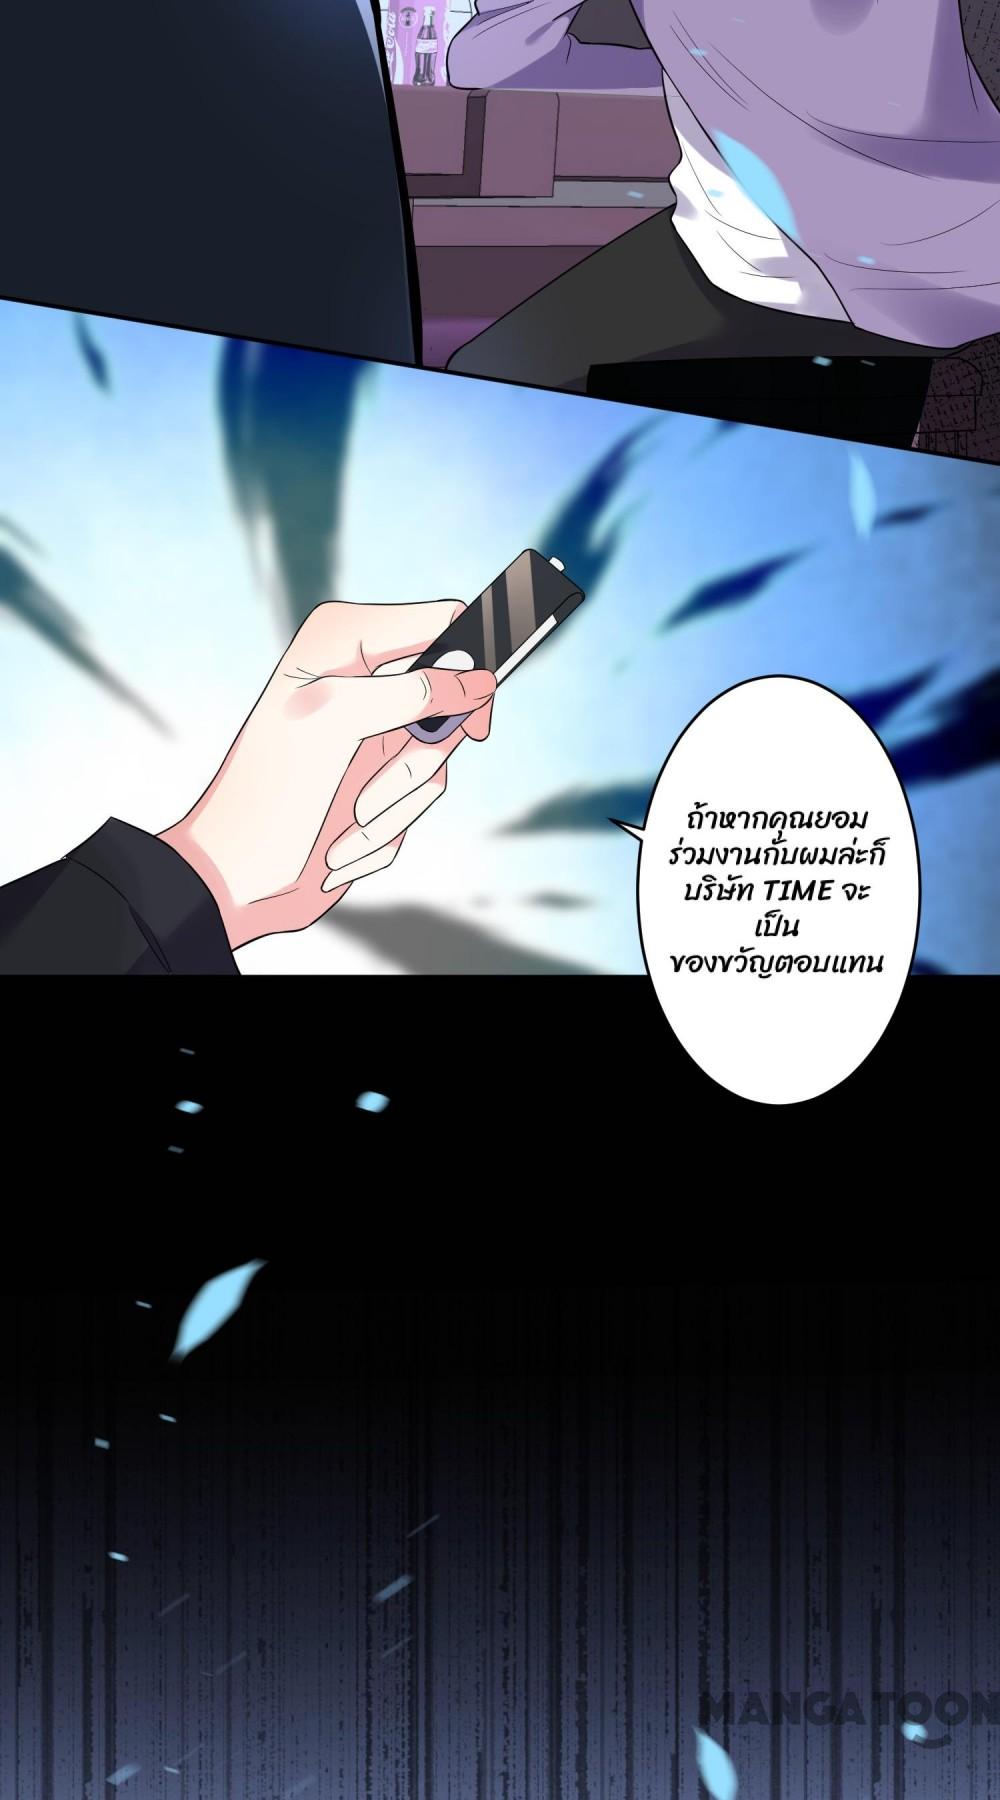 ถ้าหากคุณยอม
ร่วมงานกับผมล่ะก็
บริษัท TIME จะ
เป็น
ของขวัญตอบแทน
MANGATOON